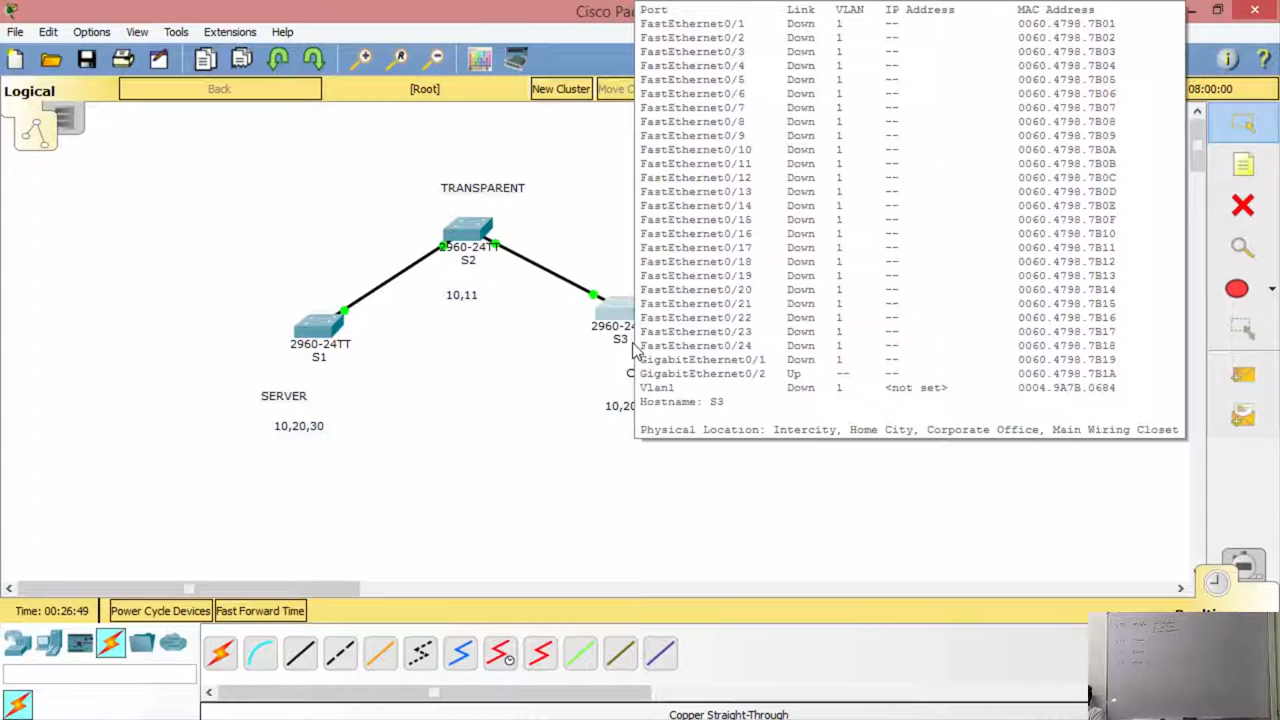 Cisco Pac
File Edit Options View Tools Extensions Help
Logical
Back
[Root]
New Cluster
Move C
08:00:00
Port Link VLAN IP Address MAC Address
FastEthernet0/1 Down 1 -- 0060.4798.7B01
FastEthernet0/2 Down 1 -- 0060.4798.7B02
FastEthernet0/3 Down 1 -- 0060.4798.7B03
FastEthernet0/4 Down 1 -- 0060.4798.7B04
FastEthernet0/5 Down 1 -- 0060.4798.7B05
FastEthernet0/6 Down 1 -- 0060.4798.7B06
FastEthernet0/7 Down 1 -- 0060.4798.7B07
FastEthernet0/8 Down 1 -- 0060.4798.7B08
FastEthernet0/9 Down 1 -- 0060.4798.7B09
FastEthernet0/10 Down 1 -- 0060.4798.7B0A
FastEthernet0/11 Down 1 -- 0060.4798.7B0B
FastEthernet0/12 Down 1 -- 0060.4798.7B0C
FastEthernet0/13 Down 1 -- 0060.4798.7B0D
FastEthernet0/14 Down 1 -- 0060.4798.7B0E
FastEthernet0/15 Down 1 -- 0060.4798.7B0F
FastEthernet0/16 Down 1 -- 0060.4798.7B10
FastEthernet0/17 Down 1 -- 0060.4798.7B11
FastEthernet0/18 Down 1 -- 0060.4798.7B12
FastEthernet0/19 Down 1 -- 0060.4798.7B13
FastEthernet0/20 Down 1 -- 0060.4798.7B14
FastEthernet0/21 Down 1 -- 0060.4798.7B15
FastEthernet0/22 Down 1 -- 0060.4798.7B16
FastEthernet0/23 Down 1 -- 0060.4798.7B17
FastEthernet0/24 Down 1 -- 0060.4798.7B18
GigabitEthernet0/1 Down 1 -- 0060.4798.7B19
GigabitEthernet0/2 Up -- -- 0060.4798.7B1A
Vlan1 Down 1 <not set> 0004.9A7B.0684
Hostname: S3
Physical Location: Intercity, Home City, Corporate Office, Main Wiring Closet
TRANSPARENT
2960-24TT
S2
10,11
2960-24TT
S1
SERVER
10,20,30
2960-24
S3
C
10,20
Time: 00:26:49
Power Cycle Devices
Fast Forward Time
Copper Straight-Through